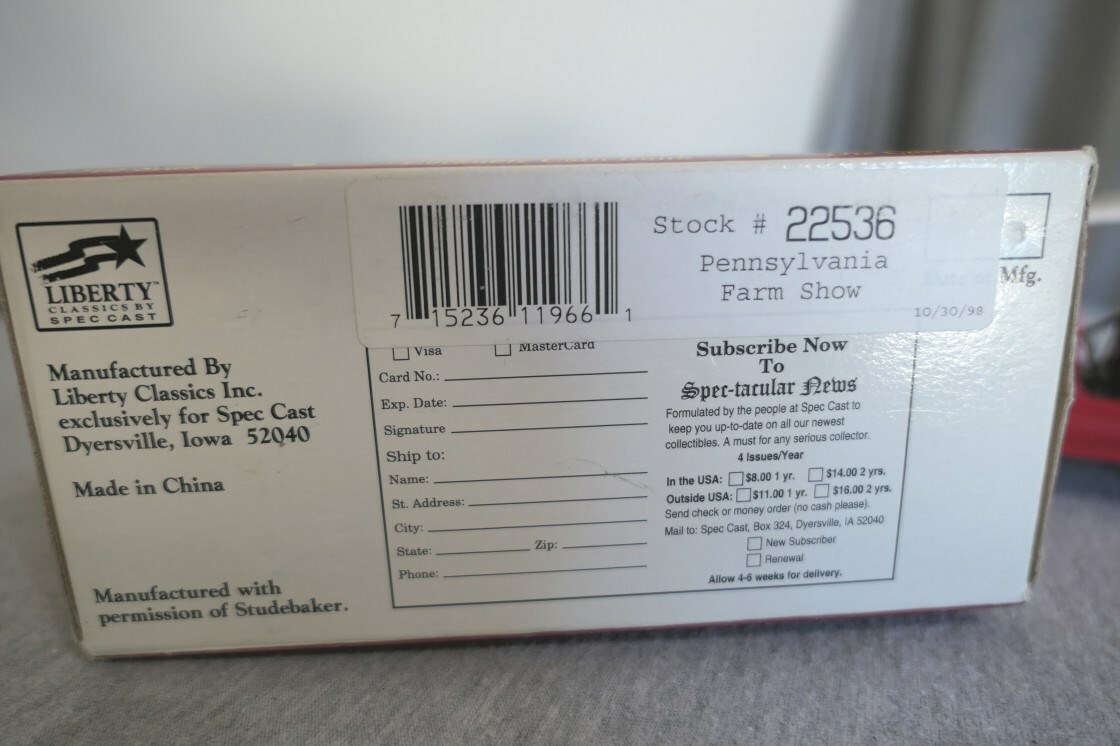 LIBERTY™
CLASSICS BY
SPEC CAST
Manufactured By
Liberty Classics Inc.
exclusively for Spec Cast
Dyersville, Iowa 52040
Made in China
Manufactured with
permission of Studebaker.
7 15236 11966 1
Stock # 22536
Pennsylvania
Farm Show
10/30/98
Mfg.
Visa MasterCard
Card No.:
Exp. Date:
Signature
Ship to:
Name:
St. Address:
City:
State: Zip:
Phone:
Subscribe Now
To
Spec-tacular News
Formulated by the people at Spec Cast to
keep you up-to-date on all our newest
collectibles. A must for any serious collector.
4 Issues/Year
In the USA: $8.00 1 yr. $14.00 2 yrs.
Outside USA: $11.00 1 yr. $16.00 2 yrs.
Send check or money order (no cash please).
Mail to: Spec Cast, Box 324, Dyersville, IA 52040
New Subscriber
Renewal
Allow 4-6 weeks for delivery.